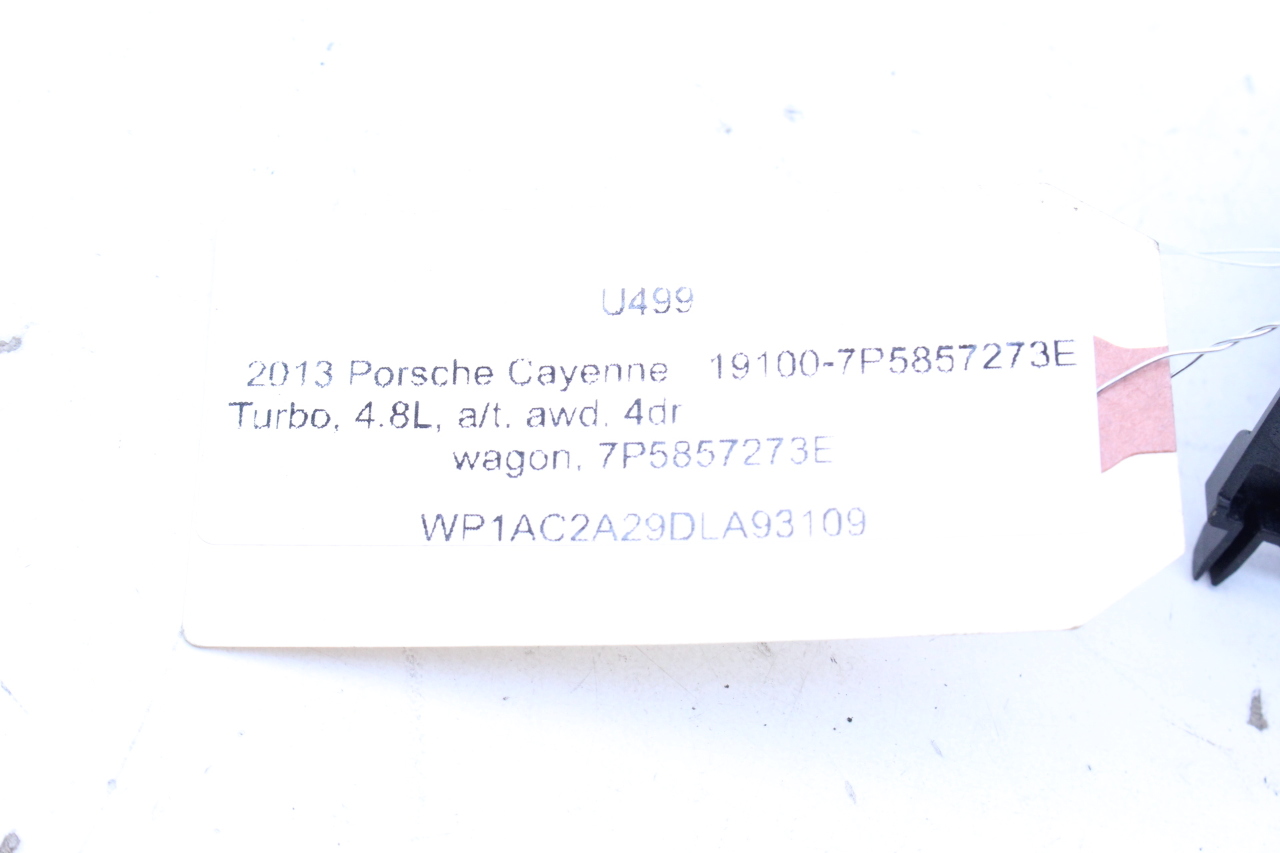 U499
2013 Porsche Cayenne 19100-7P5857273E
Turbo, 4.8L, a/t, awd, 4dr
wagon, 7P5857273E
WP1AC2A29DLA93109